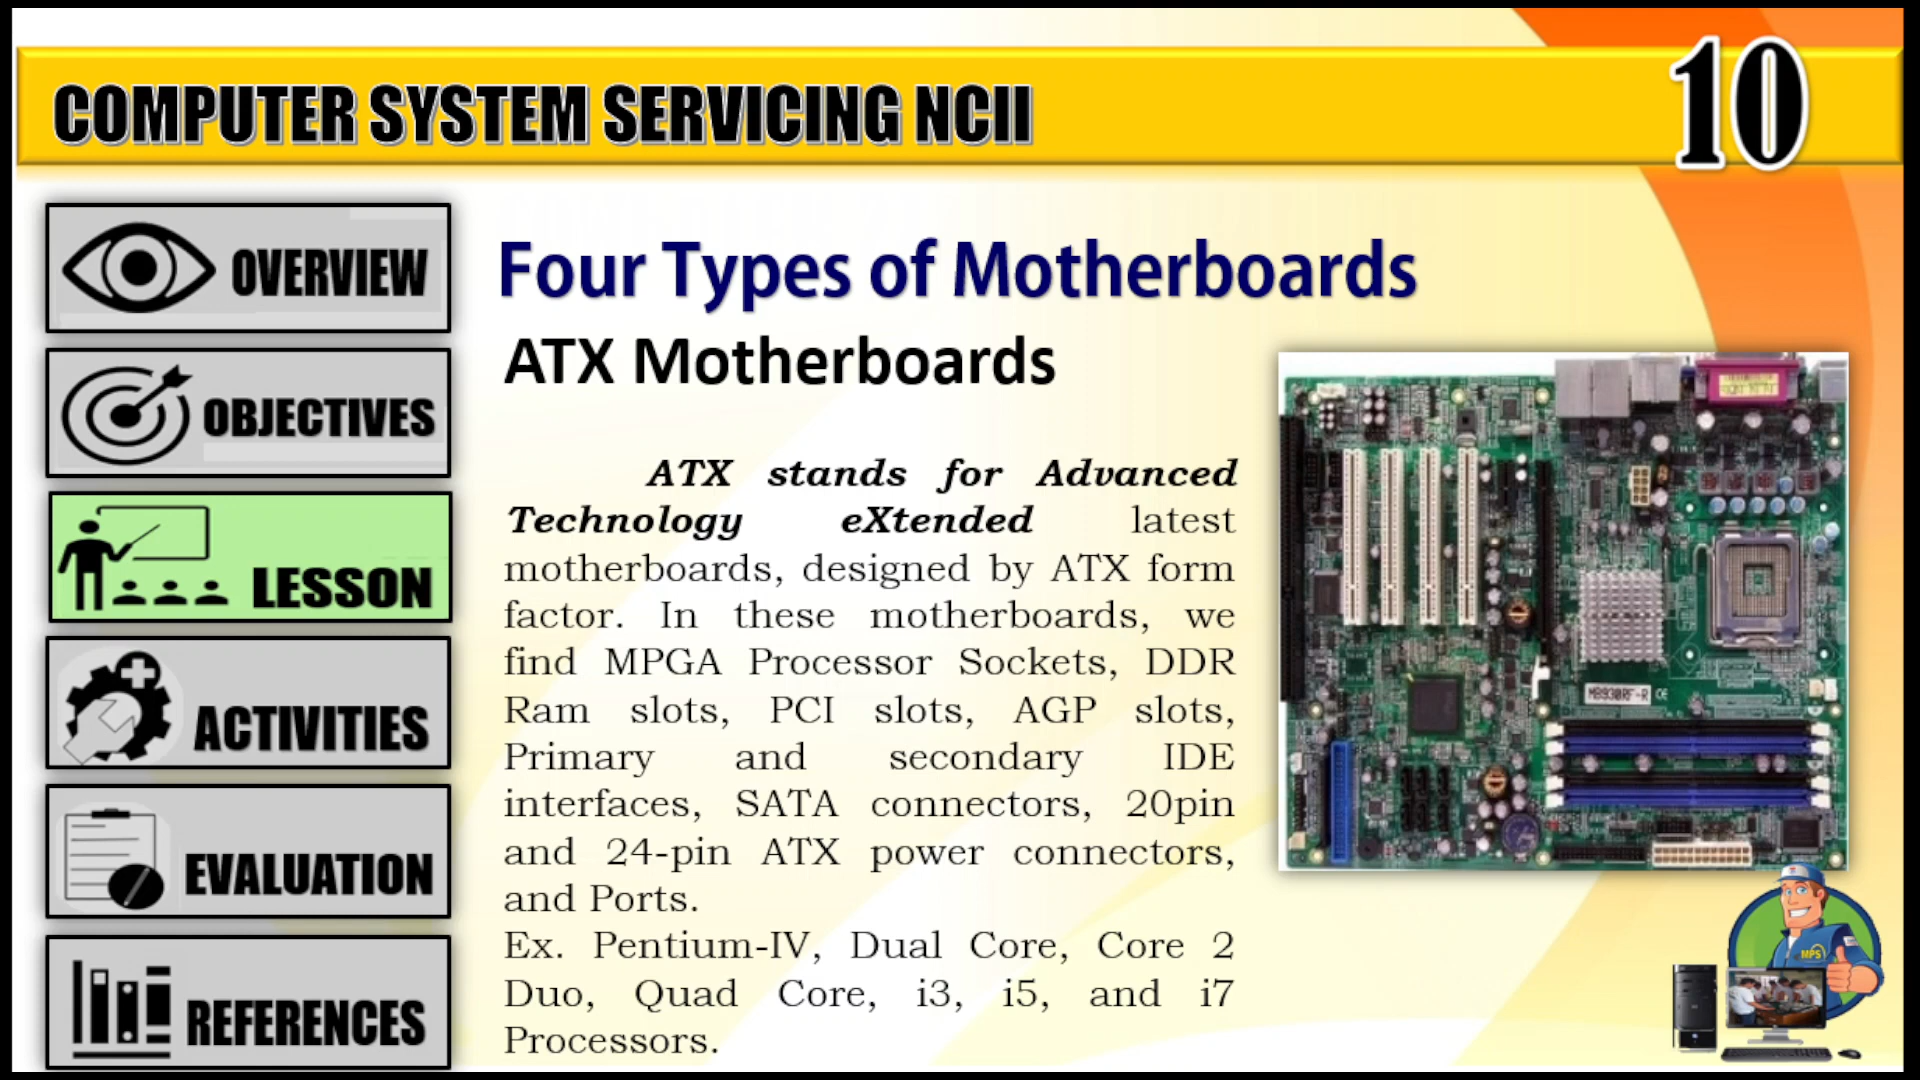 COMPUTER SYSTEM SERVICING NCII
10
OVERVIEW
OBJECTIVES
LESSON
ACTIVITIES
EVALUATION
REFERENCES
Four Types of Motherboards
ATX Motherboards
ATX stands for Advanced
Technology eXtended latest
motherboards, designed by ATX form
factor. In these motherboards, we
find MPGA Processor Sockets, DDR
Ram slots, PCI slots, AGP slots,
Primary and secondary IDE
interfaces, SATA connectors, 20pin
and 24-pin ATX power connectors,
and Ports.
Ex. Pentium-IV, Dual Core, Core 2
Duo, Quad Core, i3, i5, and i7
Processors.
MB930RF-R CE
MPS